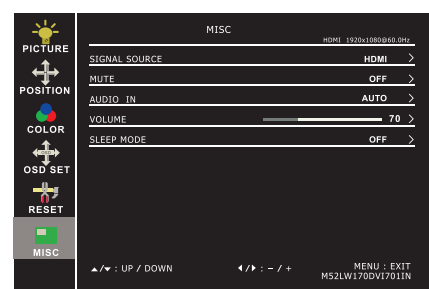 MISC
HDMI 1920x1080@60.0Hz
PICTURE
POSITION
COLOR
OSD
OSD SET
RESET
MISC
SIGNAL SOURCE HDMI >
MUTE OFF >
AUDIO IN AUTO >
VOLUME 70 >
SLEEP MODE OFF >
▲/▼ : UP / DOWN ◀/▶ : – / + MENU : EXIT
M52LW170DVI701IN